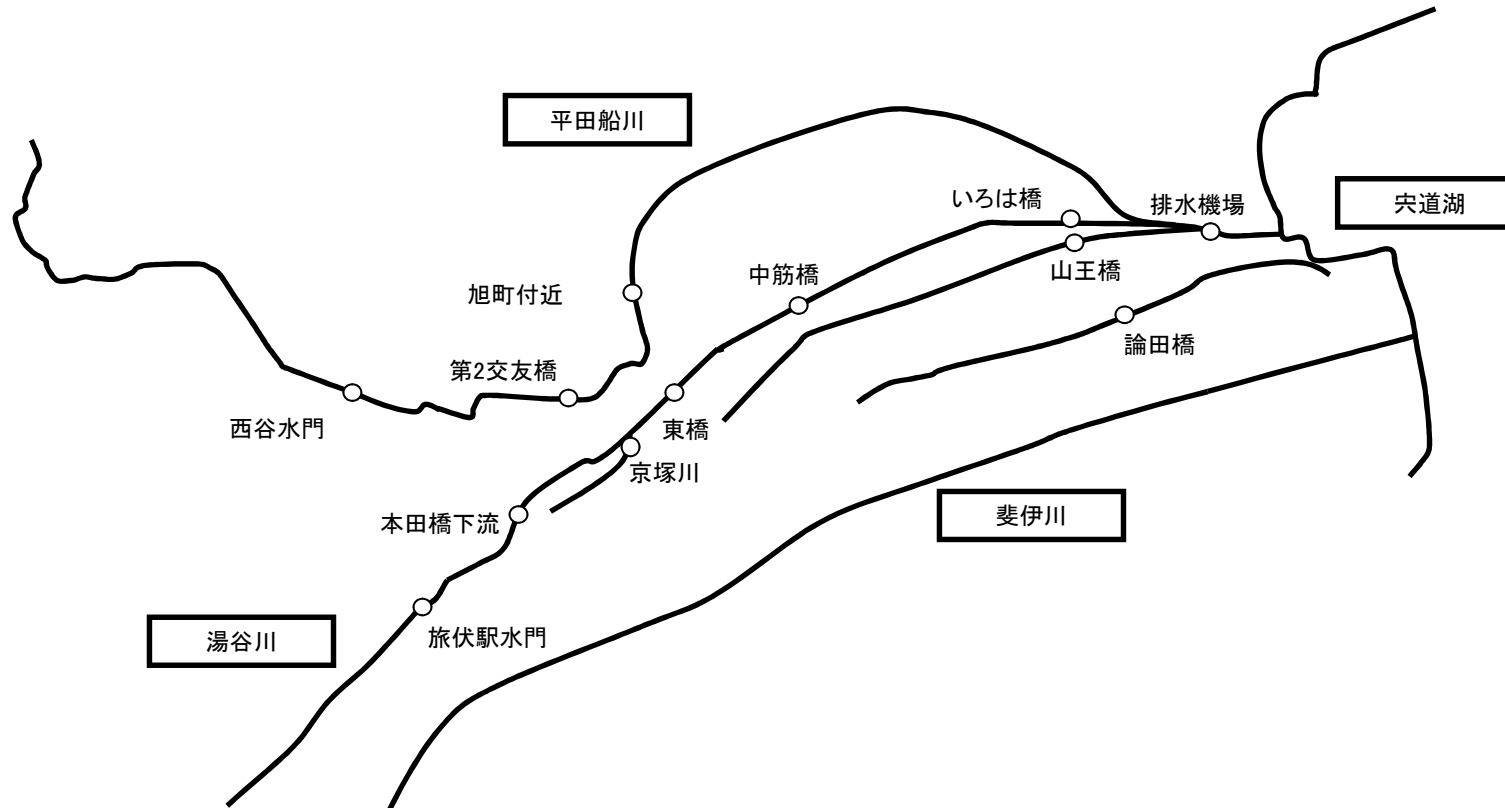 平田船川
いろは橋
排水機場
宍道湖
山王橋
中筋橋
旭町付近
論田橋
第2交友橋
西谷水門
東橋
京塚川
本田橋下流
斐伊川
湯谷川
旅伏駅水門